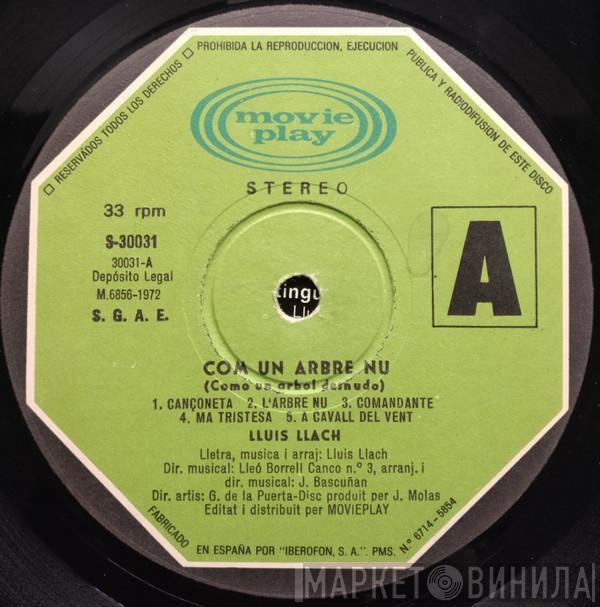 RESERVADOS TODOS LOS DERECHOS
PROHIBIDA LA REPRODUCCION, EJECUCION
PUBLICA Y RADIODIFUSION DE ESTE DISCO
movie
play
STEREO
33 rpm
S-30031
30031-A
Depósito Legal
M.6856-1972
S. G. A. E.
A
tingu
Llu
COM UN ARBRE NU
(Como un arbol desnudo)
1. CANÇONETA 2. L'ARBRE NU 3. COMANDANTE
4. MA TRISTESA 5. A CAVALL DEL VENT
LLUIS LLACH
Lletra, musica i arraj: Lluis Llach
Dir. musical: Lleó Borrell Canco n.º 3, arranj. i
dir. musical: J. Bascuñan
Dir. artis: G. de la Puerta-Disc produit per J. Molas
Editat i distribuit per MOVIEPLAY
FABRICADO
EN ESPAÑA POR "IBEROFON, S. A.". PMS.
N.º 6714-5854
МАРКЕТ ВИНИЛА